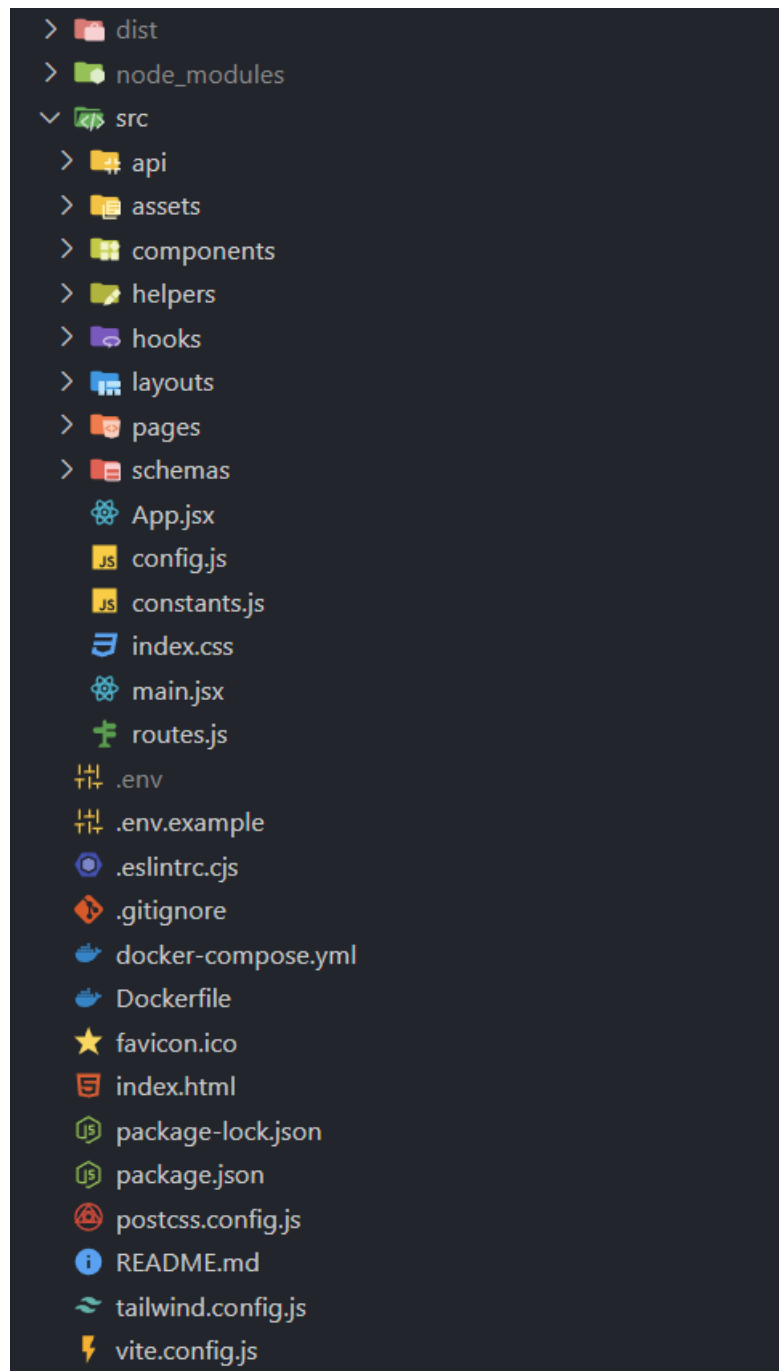 dist
node_modules
src
api
assets
components
helpers
hooks
layouts
pages
schemas
App.jsx
JS config.js
JS constants.js
index.css
main.jsx
routes.js
.env
.env.example
.eslintrc.cjs
.gitignore
docker-compose.yml
Dockerfile
favicon.ico
index.html
package-lock.json
package.json
postcss.config.js
README.md
tailwind.config.js
vite.config.js